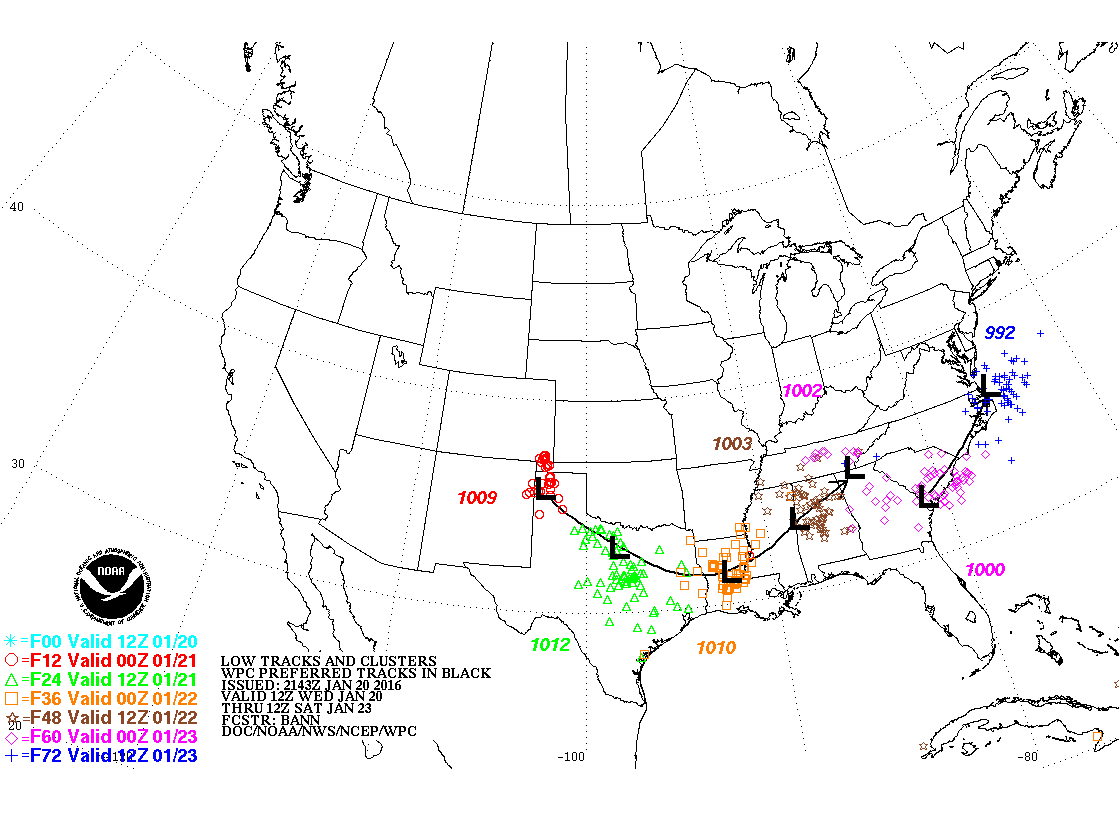 40
992
1002
1003
30
1009
1000
NOAA
1012
1010
=F00 Valid 12Z 01/20
=F12 Valid 00Z 01/21
=F24 Valid 12Z 01/21
=F36 Valid 00Z 01/22
=F48 Valid 12Z 01/22
20
=F60 Valid 00Z 01/23
=F72 Valid 12Z 01/23
LOW TRACKS AND CLUSTERS
WPC PREFERRED TRACKS IN BLACK
ISSUED: 2143Z JAN 20 2016
VALID 12Z WED JAN 20
THRU 12Z SAT JAN 23
FCSTR: BANN
DOC/NOAA/NWS/NCEP/WPC
-100
-80
L
L
L
L
L
L
L